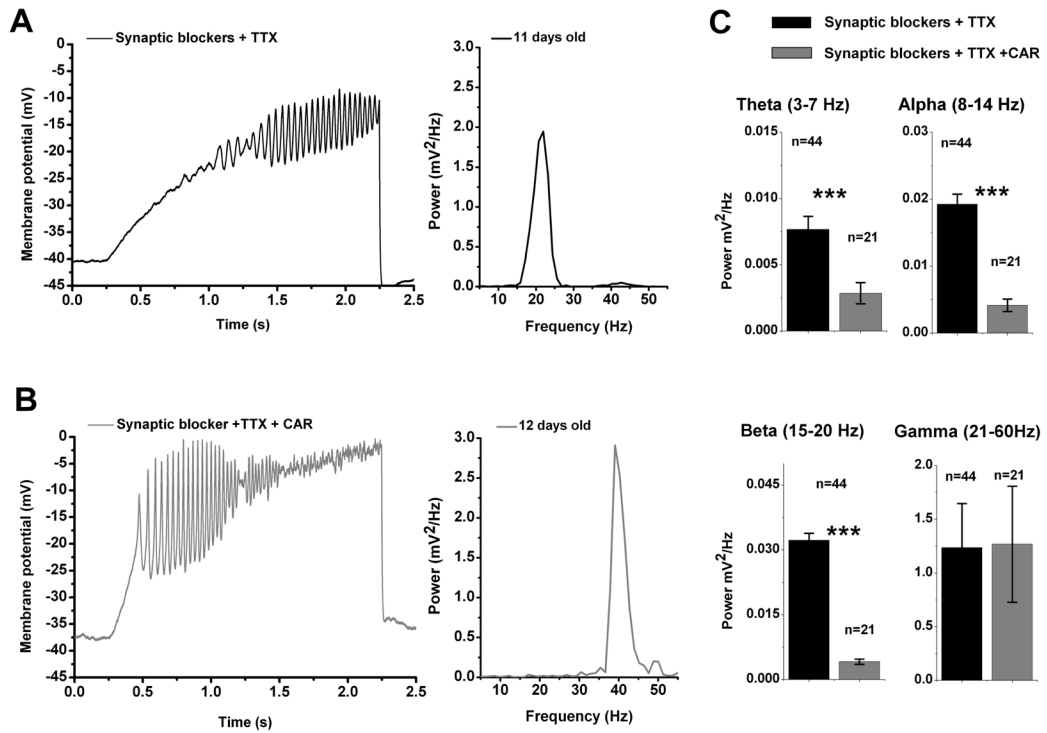 A
Synaptic blockers + TTX
Membrane potential (mV)
0
-5
-10
-15
-20
-25
-30
-35
-40
-45
0.0 0.5 1.0 1.5 2.0 2.5
Time (s)
11 days old
Power (mV2/Hz)
3.0
2.5
2.0
1.5
1.0
0.5
0.0
10 20 30 40 50
Frequency (Hz)
B
Synaptic blocker +TTX + CAR
Membrane potential (mV)
0
-5
-10
-15
-20
-25
-30
-35
-40
-45
0.0 0.5 1.0 1.5 2.0 2.5
Time (s)
12 days old
Power (mV2/Hz)
3.0
2.5
2.0
1.5
1.0
0.5
0.0
10 20 30 40 50
Frequency (Hz)
C
Synaptic blockers + TTX
Synaptic blockers + TTX +CAR
Theta (3-7 Hz)
Power mV2/Hz
0.015
0.010
0.005
0.000
n=44
***
n=21
Alpha (8-14 Hz)
0.03
0.02
0.01
0.00
n=44
***
n=21
Beta (15-20 Hz)
Power mV2/Hz
0.045
0.030
0.015
0.000
n=44
***
n=21
Gamma (21-60Hz)
2.0
1.5
1.0
0.5
0.0
n=44 n=21